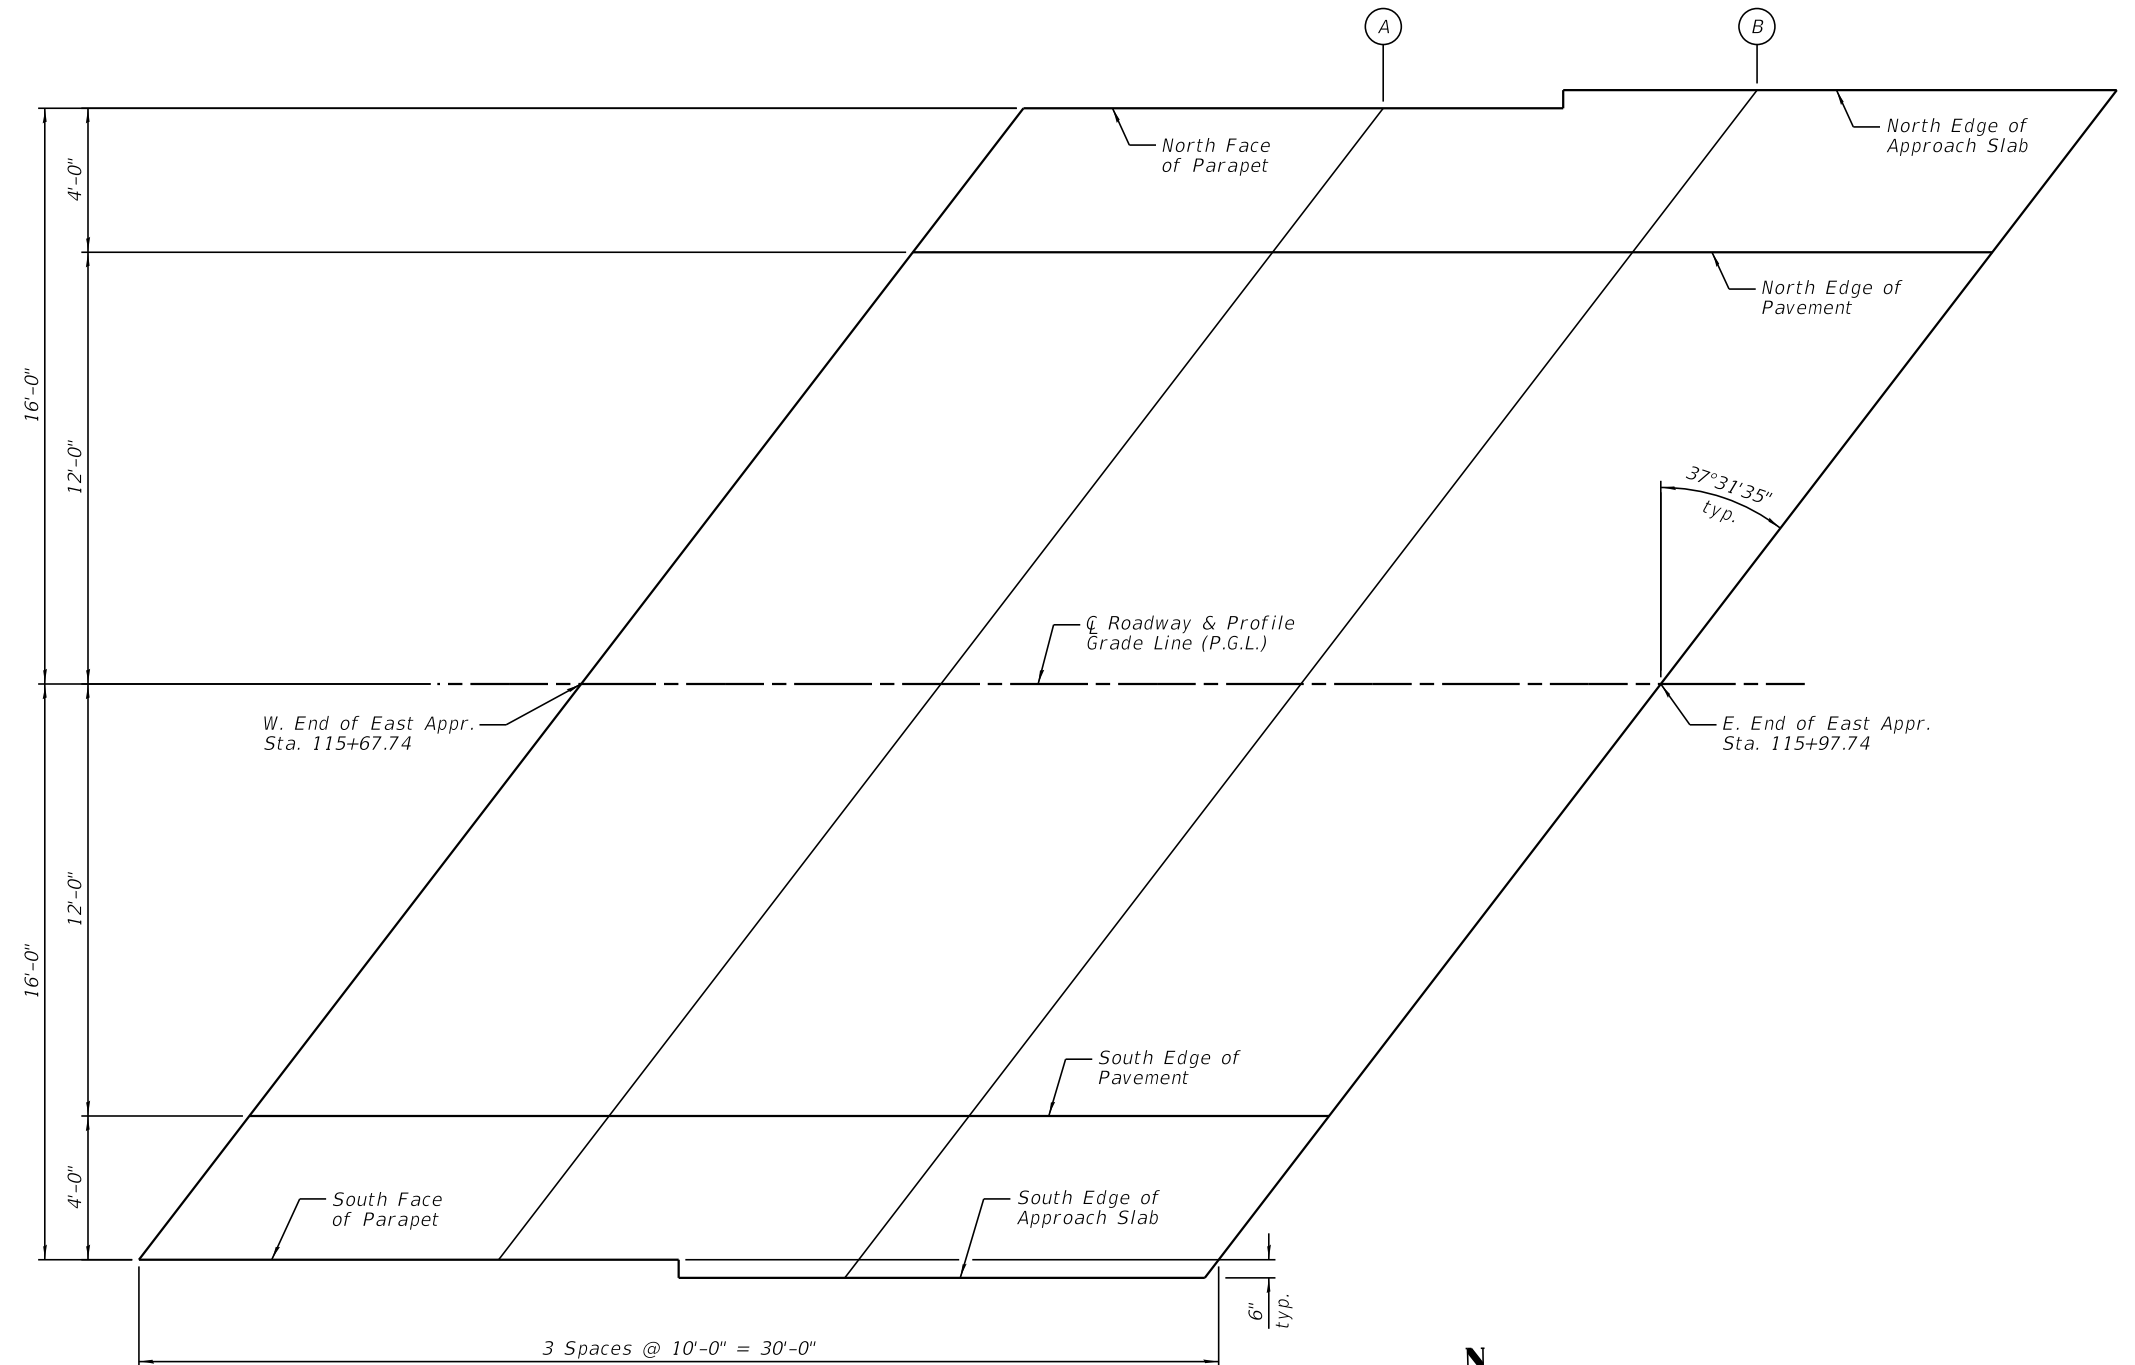 A
B
North Face
of Parapet
North Edge of
Approach Slab
4'-0"
North Edge of
Pavement
16'-0"
12'-0"
37°31'35"
typ.
℄ Roadway & Profile
Grade Line (P.G.L.)
W. End of East Appr.
Sta. 115+67.74
E. End of East Appr.
Sta. 115+97.74
12'-0"
16'-0"
South Edge of
Pavement
4'-0"
South Face
of Parapet
South Edge of
Approach Slab
6"
typ.
3 Spaces @ 10'-0" = 30'-0"
N